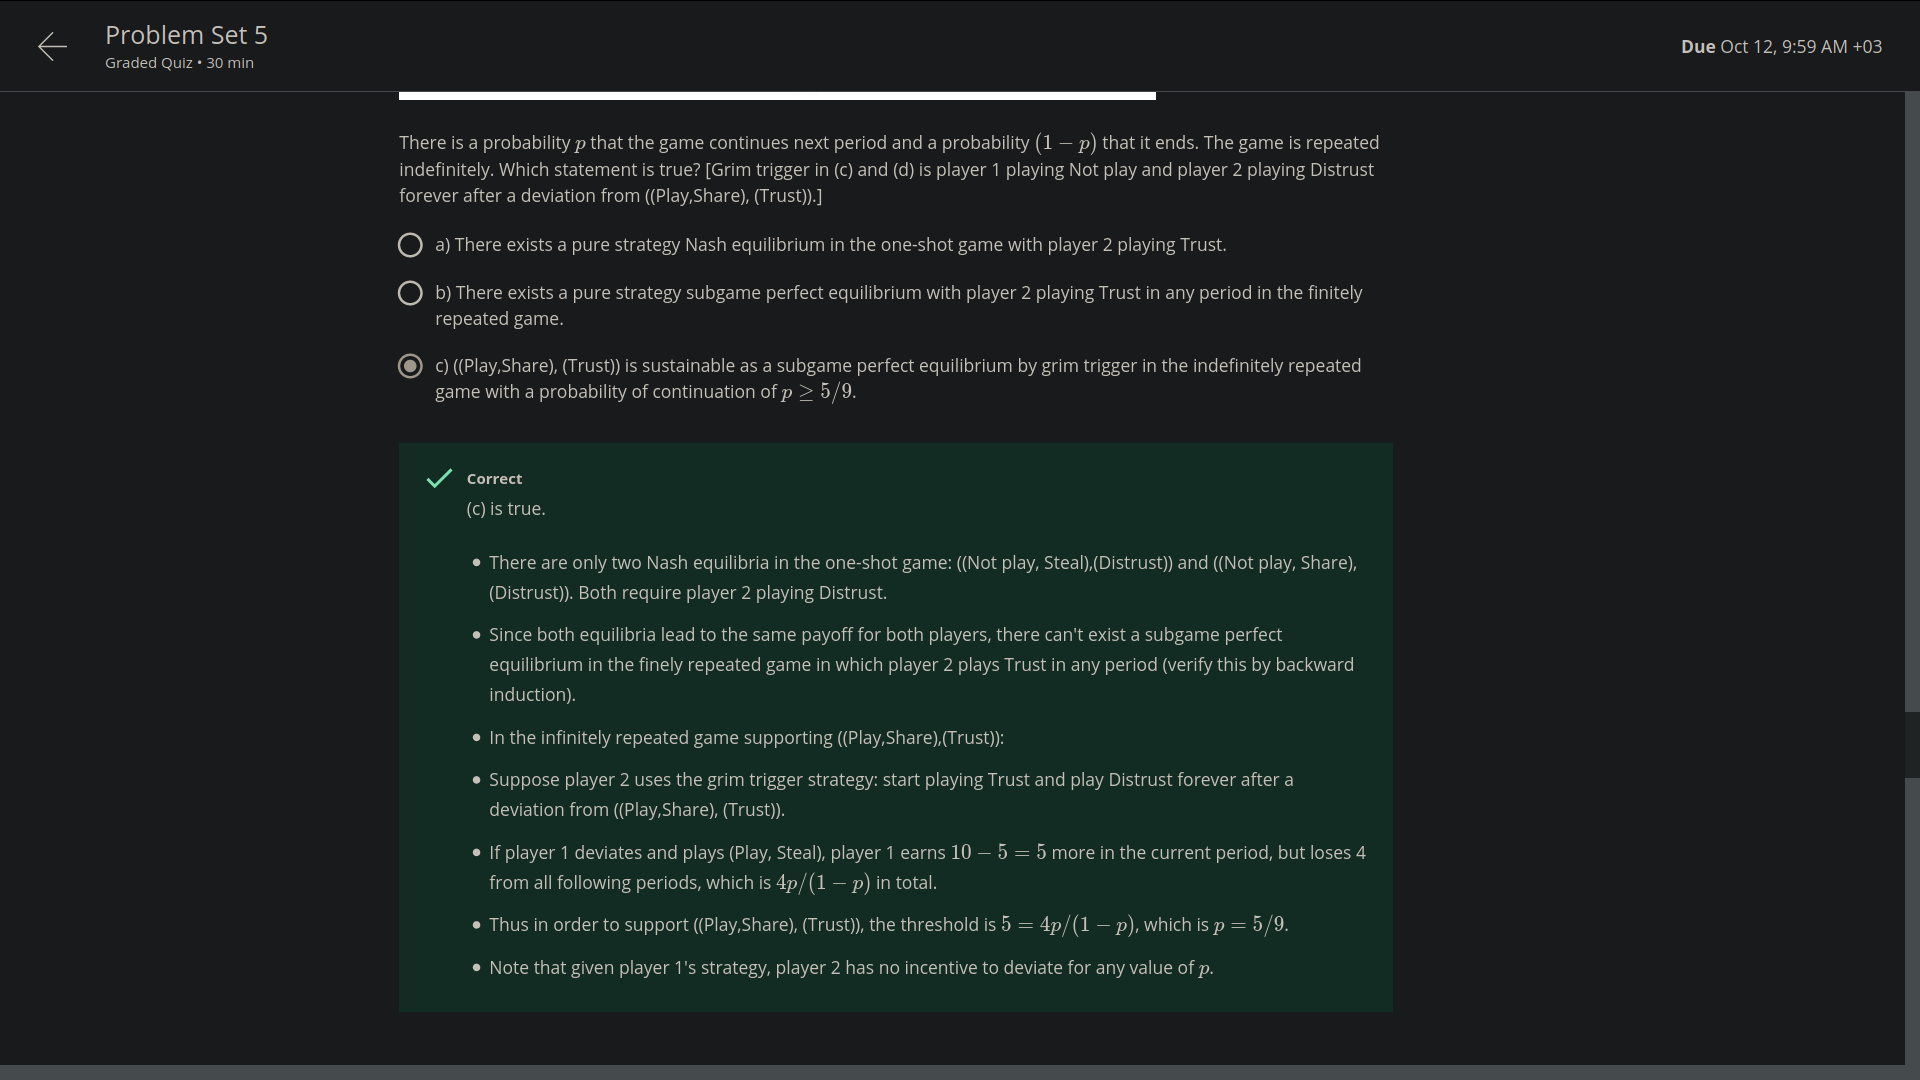 Problem Set 5
Graded Quiz • 30 min
Due Oct 12, 9:59 AM +03
There is a probability p that the game continues next period and a probability (1 − p) that it ends. The game is repeated
indefinitely. Which statement is true? [Grim trigger in (c) and (d) is player 1 playing Not play and player 2 playing Distrust
forever after a deviation from ((Play,Share), (Trust)).]
a) There exists a pure strategy Nash equilibrium in the one-shot game with player 2 playing Trust.
b) There exists a pure strategy subgame perfect equilibrium with player 2 playing Trust in any period in the finitely
repeated game.
c) ((Play,Share), (Trust)) is sustainable as a subgame perfect equilibrium by grim trigger in the indefinitely repeated
game with a probability of continuation of p ≥ 5/9.
Correct
(c) is true.
• There are only two Nash equilibria in the one-shot game: ((Not play, Steal),(Distrust)) and ((Not play, Share),
(Distrust)). Both require player 2 playing Distrust.
• Since both equilibria lead to the same payoff for both players, there can't exist a subgame perfect
equilibrium in the finely repeated game in which player 2 plays Trust in any period (verify this by backward
induction).
• In the infinitely repeated game supporting ((Play,Share),(Trust)):
• Suppose player 2 uses the grim trigger strategy: start playing Trust and play Distrust forever after a
deviation from ((Play,Share), (Trust)).
• If player 1 deviates and plays (Play, Steal), player 1 earns 10 − 5 = 5 more in the current period, but loses 4
from all following periods, which is 4p/(1 − p) in total.
• Thus in order to support ((Play,Share), (Trust)), the threshold is 5 = 4p/(1 − p), which is p = 5/9.
• Note that given player 1's strategy, player 2 has no incentive to deviate for any value of p.